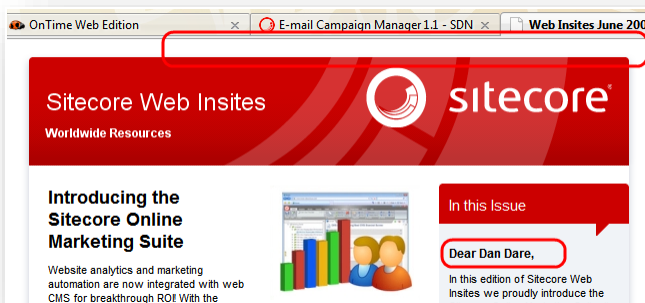 OnTime Web Edition
E-mail Campaign Manager 1.1 - SDN
Web Insites June 200
Sitecore Web Insites
sitecore
Worldwide Resources
Introducing the
Sitecore Online
Marketing Suite
Website analytics and marketing
automation are now integrated with web
CMS for breakthrough ROI! With the
In this Issue
Dear Dan Dare,
In this edition of Sitecore Web
Insites we proudly introduce the